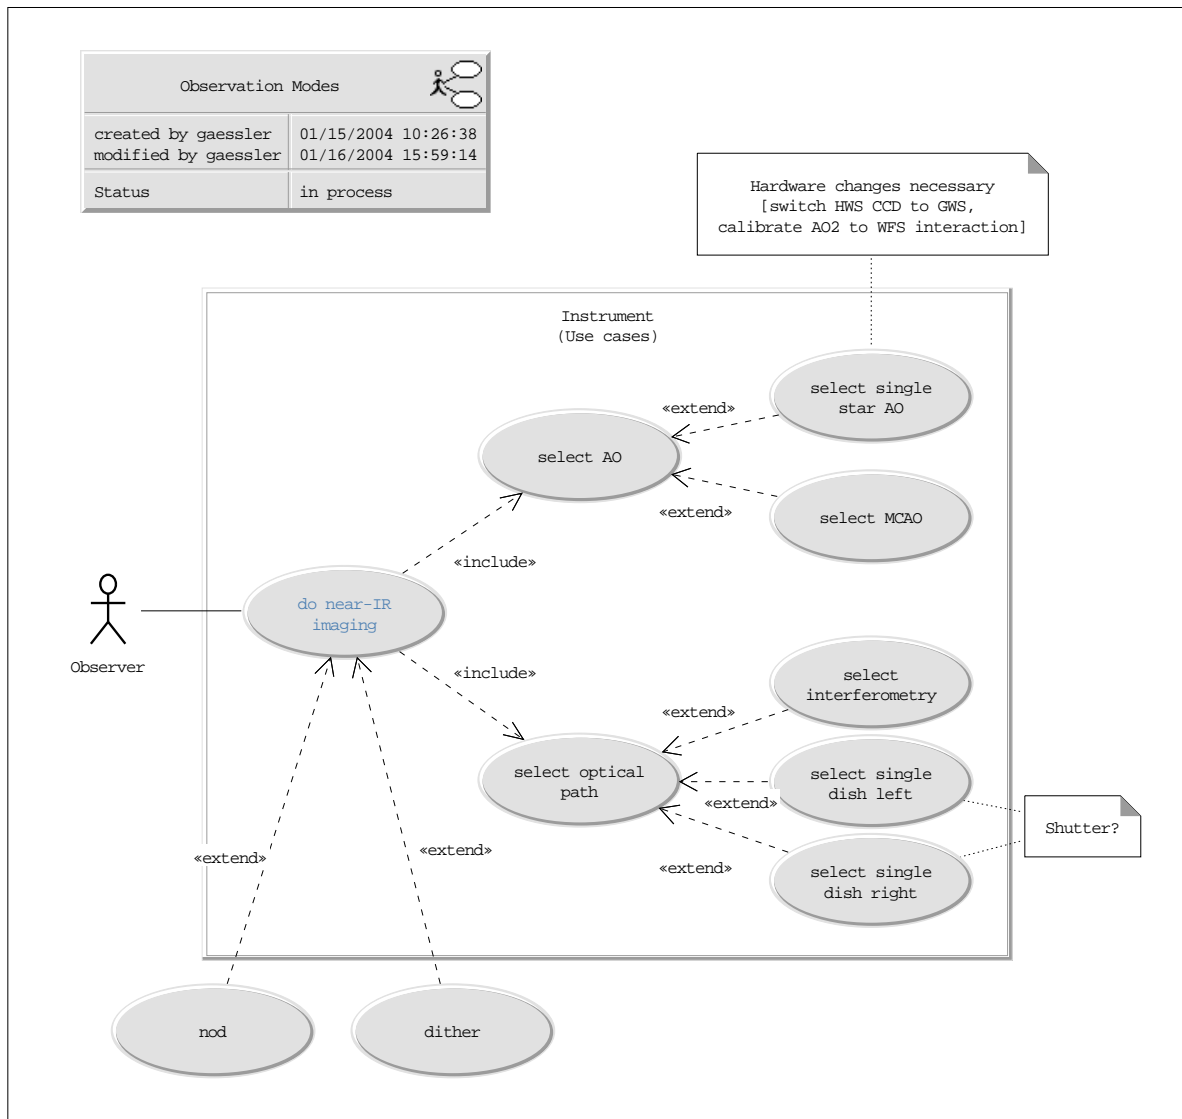 Observation Modes
created by gaessler 01/15/2004 10:26:38
modified by gaessler 01/16/2004 15:59:14
Status in process
Hardware changes necessary
[switch HWS CCD to GWS,
calibrate AO2 to WFS interaction]
Instrument
(Use cases)
select single
star AO
«extend»
select AO
«extend»
select MCAO
«include»
do near-IR
imaging
Observer
«include»
select
interferometry
«extend»
select optical
path
select single
dish left
«extend»
Shutter?
«extend»
«extend»
«extend»
select single
dish right
nod
dither